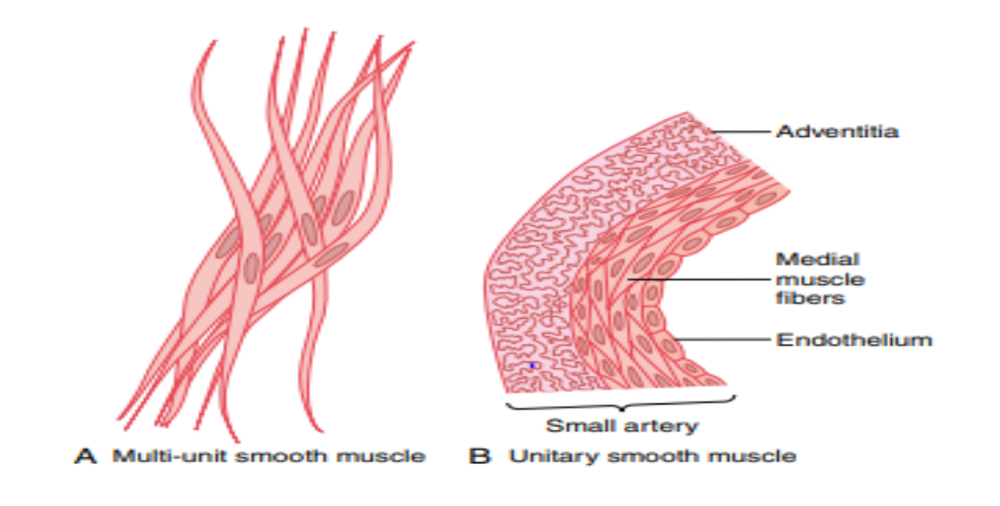 Adventitia
Medial
muscle
fibers
Endothelium
Small artery
A Multi-unit smooth muscle
B Unitary smooth muscle